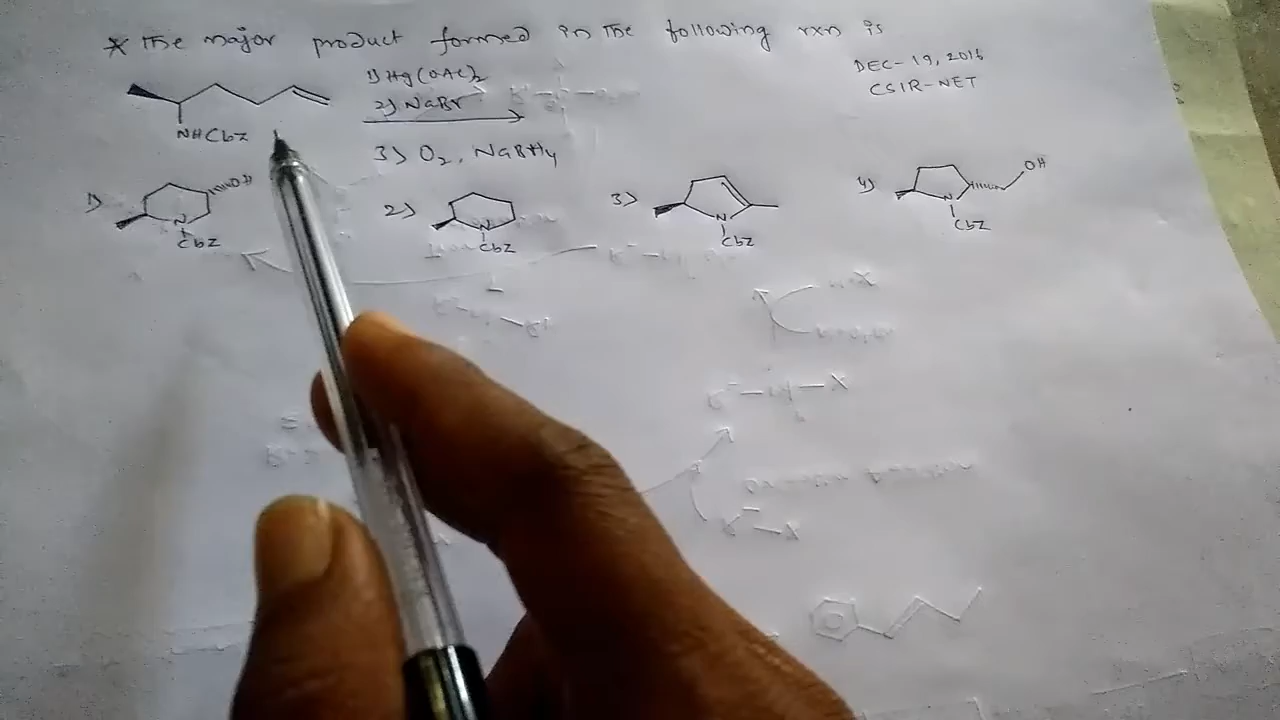 * The major product formed in the following rxn is
DEC-19, 2016
CSIR-NET
1) Hg(OAc)2
2) NaBr
3) O2, NaBH4
NHCbz
1)
OH
N
Cbz
2)
N
Cbz
3)
N
Cbz
4)
OH
N
Cbz